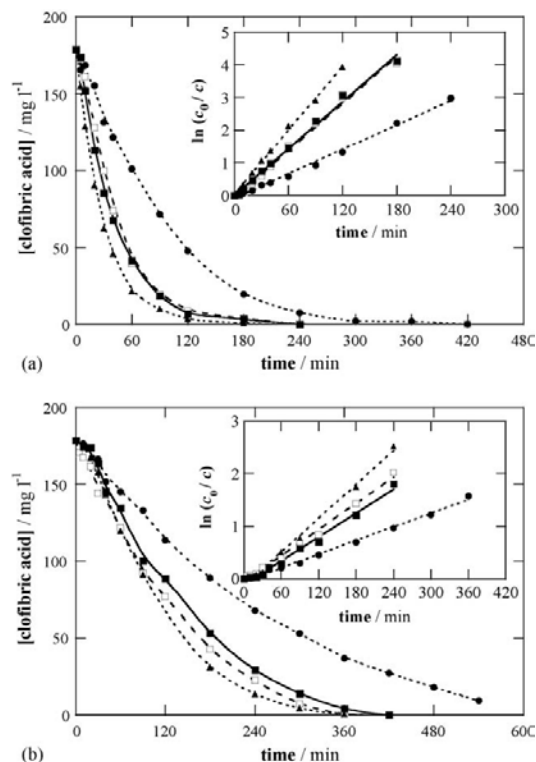 200
150
100
50
0
[clofibric acid] / mg l⁻¹
0 60 120 180 240 300 360 420 48C
time / min
5
4
3
2
1
0
ln (c₀ / c)
0 60 120 180 240 300
time / min
(a)
200
150
100
50
0
[clofibric acid] / mg l⁻¹
0 120 240 360 480 60C
time / min
3
2
1
0
ln (c₀ / c)
0 60 120 180 240 300 360 420
time / min
(b)